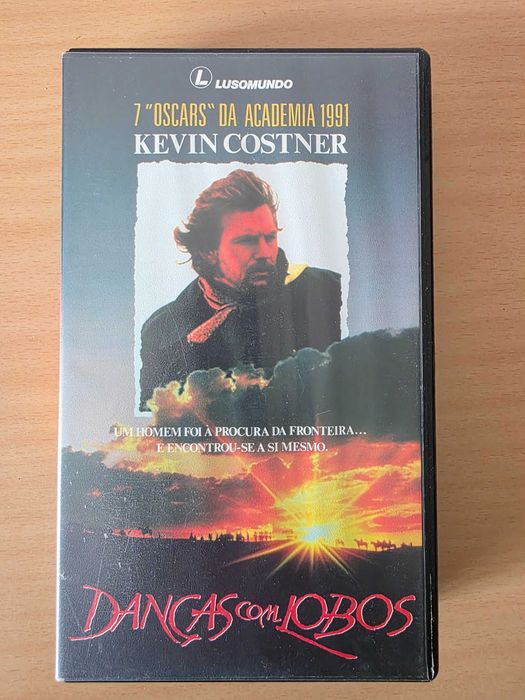 L LUSOMUNDO
7 "OSCARS" DA ACADEMIA 1991
KEVIN COSTNER
UM HOMEM FOI À PROCURA DA FRONTEIRA...
E ENCONTROU-SE A SI MESMO.
DANÇAS COM LOBOS